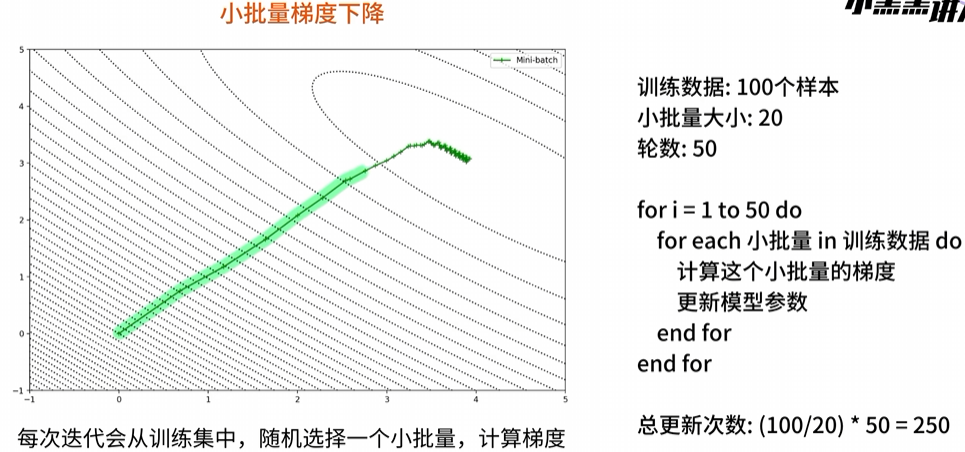 小批量梯度下降
小黑黑讲
Mini-batch
5
4
3
2
1
0
−1
−1 0 1 2 3 4 5
每次迭代会从训练集中，随机选择一个小批量，计算梯度
训练数据: 100个样本
小批量大小: 20
轮数: 50
for i = 1 to 50 do
for each 小批量 in 训练数据 do
计算这个小批量的梯度
更新模型参数
end for
end for
总更新次数: (100/20) * 50 = 250